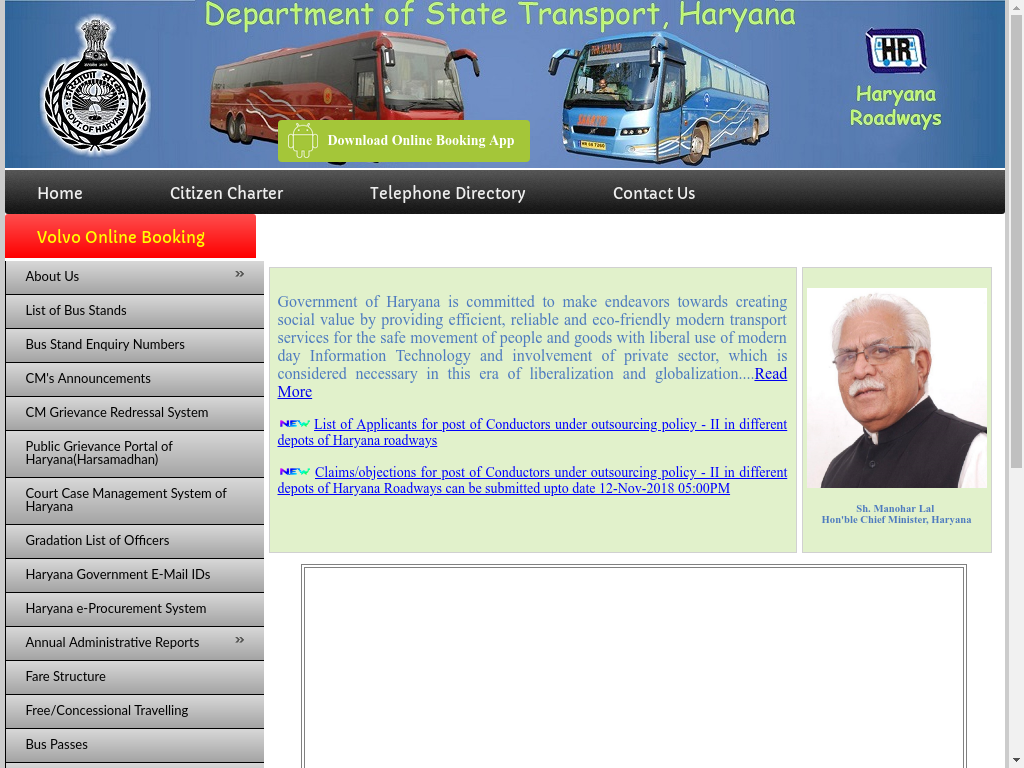 Department of State Transport, Haryana
HR
Haryana
Roadways
Download Online Booking App
Home
Citizen Charter
Telephone Directory
Contact Us
Volvo Online Booking
About Us
List of Bus Stands
Bus Stand Enquiry Numbers
CM's Announcements
CM Grievance Redressal System
Public Grievance Portal of
Haryana(Harsamadhan)
Court Case Management System of
Haryana
Gradation List of Officers
Haryana Government E-Mail IDs
Haryana e-Procurement System
Annual Administrative Reports
Fare Structure
Free/Concessional Travelling
Bus Passes
Government of Haryana is committed to make endeavors towards creating
social value by providing efficient, reliable and eco-friendly modern transport
services for the safe movement of people and goods with liberal use of modern
day Information Technology and involvement of private sector, which is
considered necessary in this era of liberalization and globalization....Read
More
NEW List of Applicants for post of Conductors under outsourcing policy - II in different
depots of Haryana roadways
NEW Claims/objections for post of Conductors under outsourcing policy - II in different
depots of Haryana Roadways can be submitted upto date 12-Nov-2018 05:00PM
Sh. Manohar Lal
Hon'ble Chief Minister, Haryana